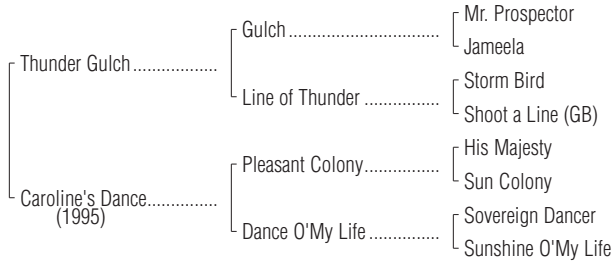 Mr. Prospector
Gulch
Jameela
Thunder Gulch
Storm Bird
Line of Thunder
Shoot a Line (GB)
His Majesty
Pleasant Colony
Sun Colony
Caroline's Dance
(1995)
Sovereign Dancer
Dance O'My Life
Sunshine O'My Life